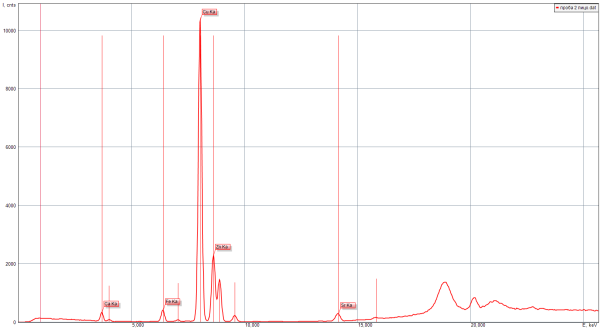 I, cnts
проба 2 лицо.dat
Cu Ka
10000
8000
6000
4000
Zn Ka
2000
Ca Ka
Fe Ka
Sr Ka
0
5,000
10,000
15,000
20,000
E, keV